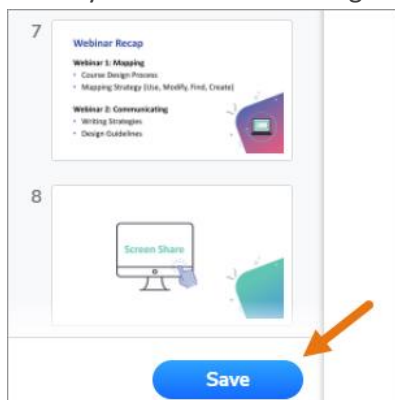 7
Webinar Recap
Webinar 1: Mapping
• Course Design Process
• Mapping Strategy (Use, Modify, Find, Create)
Webinar 2: Communicating
• Writing Strategies
• Design Guidelines
8
Screen Share
Save